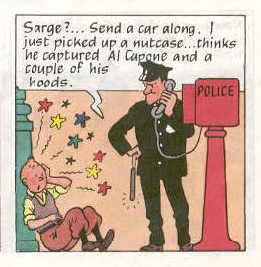 Sarge?... Send a car along. I
just picked up a nutcase...thinks
he captured Al Capone and a
couple of his
hoods.
POLICE